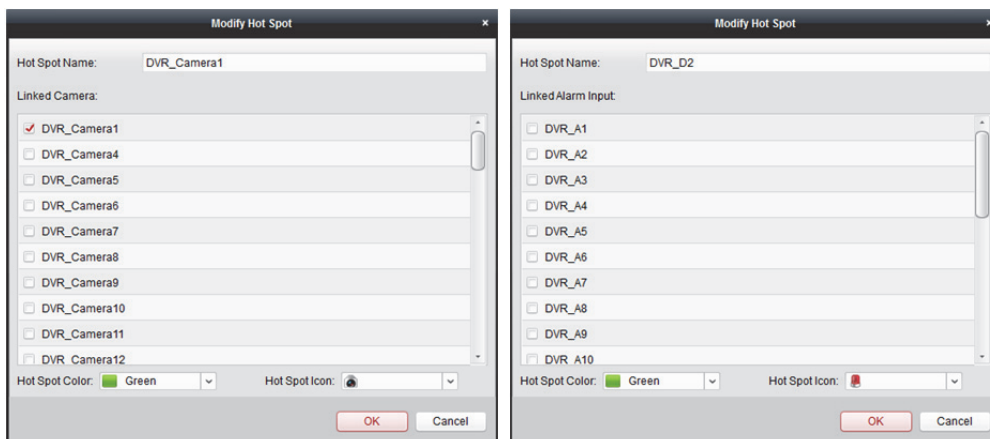 Modify Hot Spot ×
Hot Spot Name: DVR_Camera1
Linked Camera:
DVR_Camera1
DVR_Camera4
DVR_Camera5
DVR_Camera6
DVR_Camera7
DVR_Camera8
DVR_Camera9
DVR_Camera10
DVR_Camera11
DVR_Camera12
Hot Spot Color: Green Hot Spot Icon:
OK Cancel
Modify Hot Spot ×
Hot Spot Name: DVR_D2
Linked Alarm Input:
DVR_A1
DVR_A2
DVR_A3
DVR_A4
DVR_A5
DVR_A6
DVR_A7
DVR_A8
DVR_A9
DVR_A10
Hot Spot Color: Green Hot Spot Icon:
OK Cancel